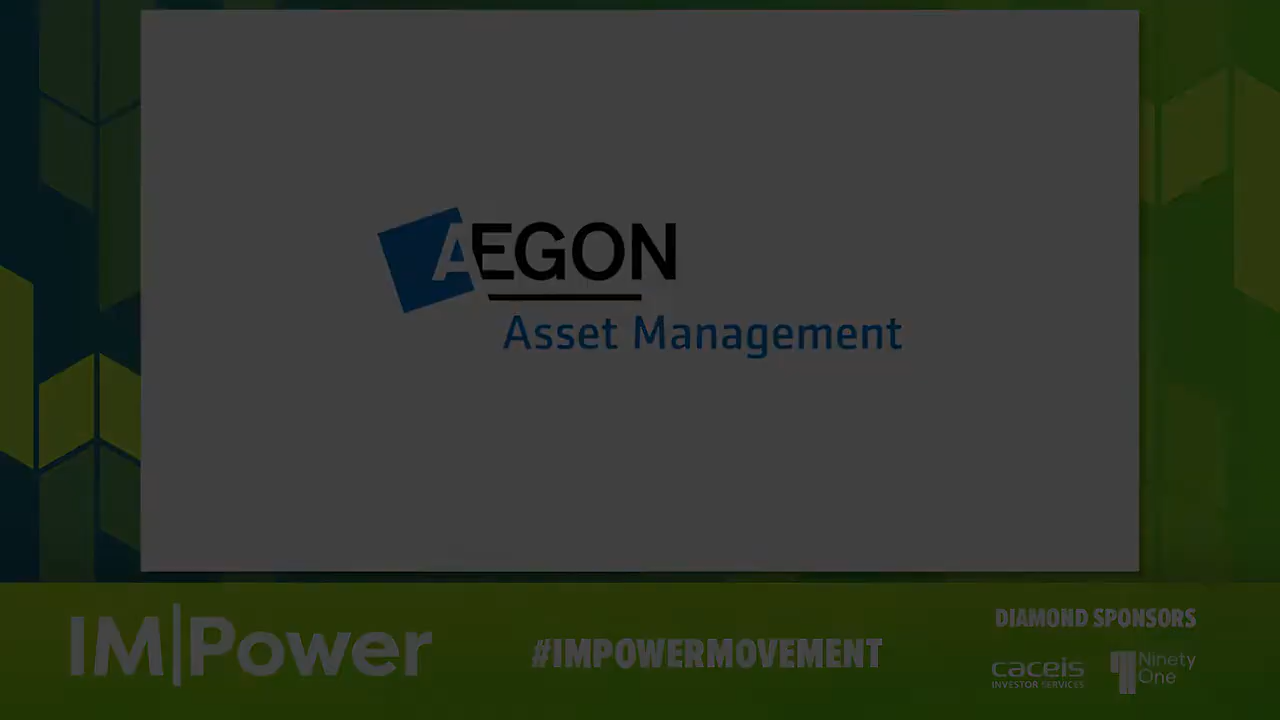 AEGON
Asset Management
IM|Power
#IMPOWERMOVEMENT
DIAMOND SPONSORS
caceis
INVESTOR SERVICES
Ninety
One